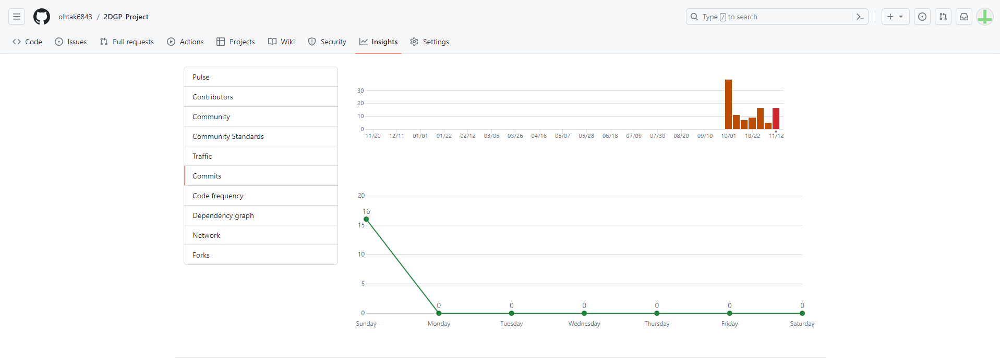 ohtak6843 / 2DGP_Project
Type / to search
Code Issues Pull requests Actions Projects Wiki Security Insights Settings
Pulse
Contributors
Community
Community Standards
Traffic
Commits
Code frequency
Dependency graph
Network
Forks
30
20
10
0
11/20 12/11 01/01 01/22 02/12 03/05 03/26 04/16 05/07 05/28 06/18 07/09 07/30 08/20 09/10 10/01 10/22 11/12
20
16
15
10
5
0 0 0 0 0 0
0
Sunday Monday Tuesday Wednesday Thursday Friday Saturday